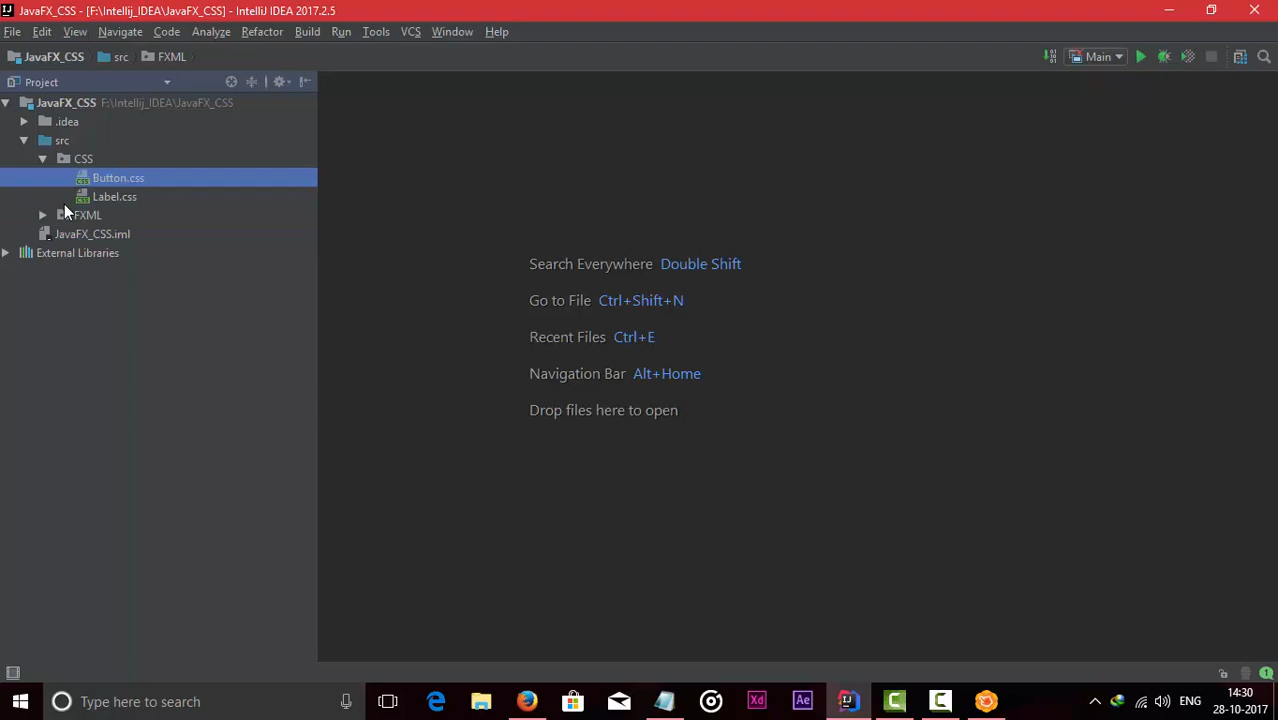 JavaFX_CSS - [F:\Intellij_IDEA\JavaFX_CSS] - IntelliJ IDEA 2017.2.5
File Edit View Navigate Code Analyze Refactor Build Run Tools VCS Window Help
JavaFX_CSS src FXML Main
Project
JavaFX_CSS F:\Intellij_IDEA\JavaFX_CSS
.idea
src
CSS
Button.css
Label.css
FXML
JavaFX_CSS.iml
External Libraries
Search Everywhere Double Shift
Go to File Ctrl+Shift+N
Recent Files Ctrl+E
Navigation Bar Alt+Home
Drop files here to open
Type here to search
Xd
Ae
ENG
14:30
28-10-2017